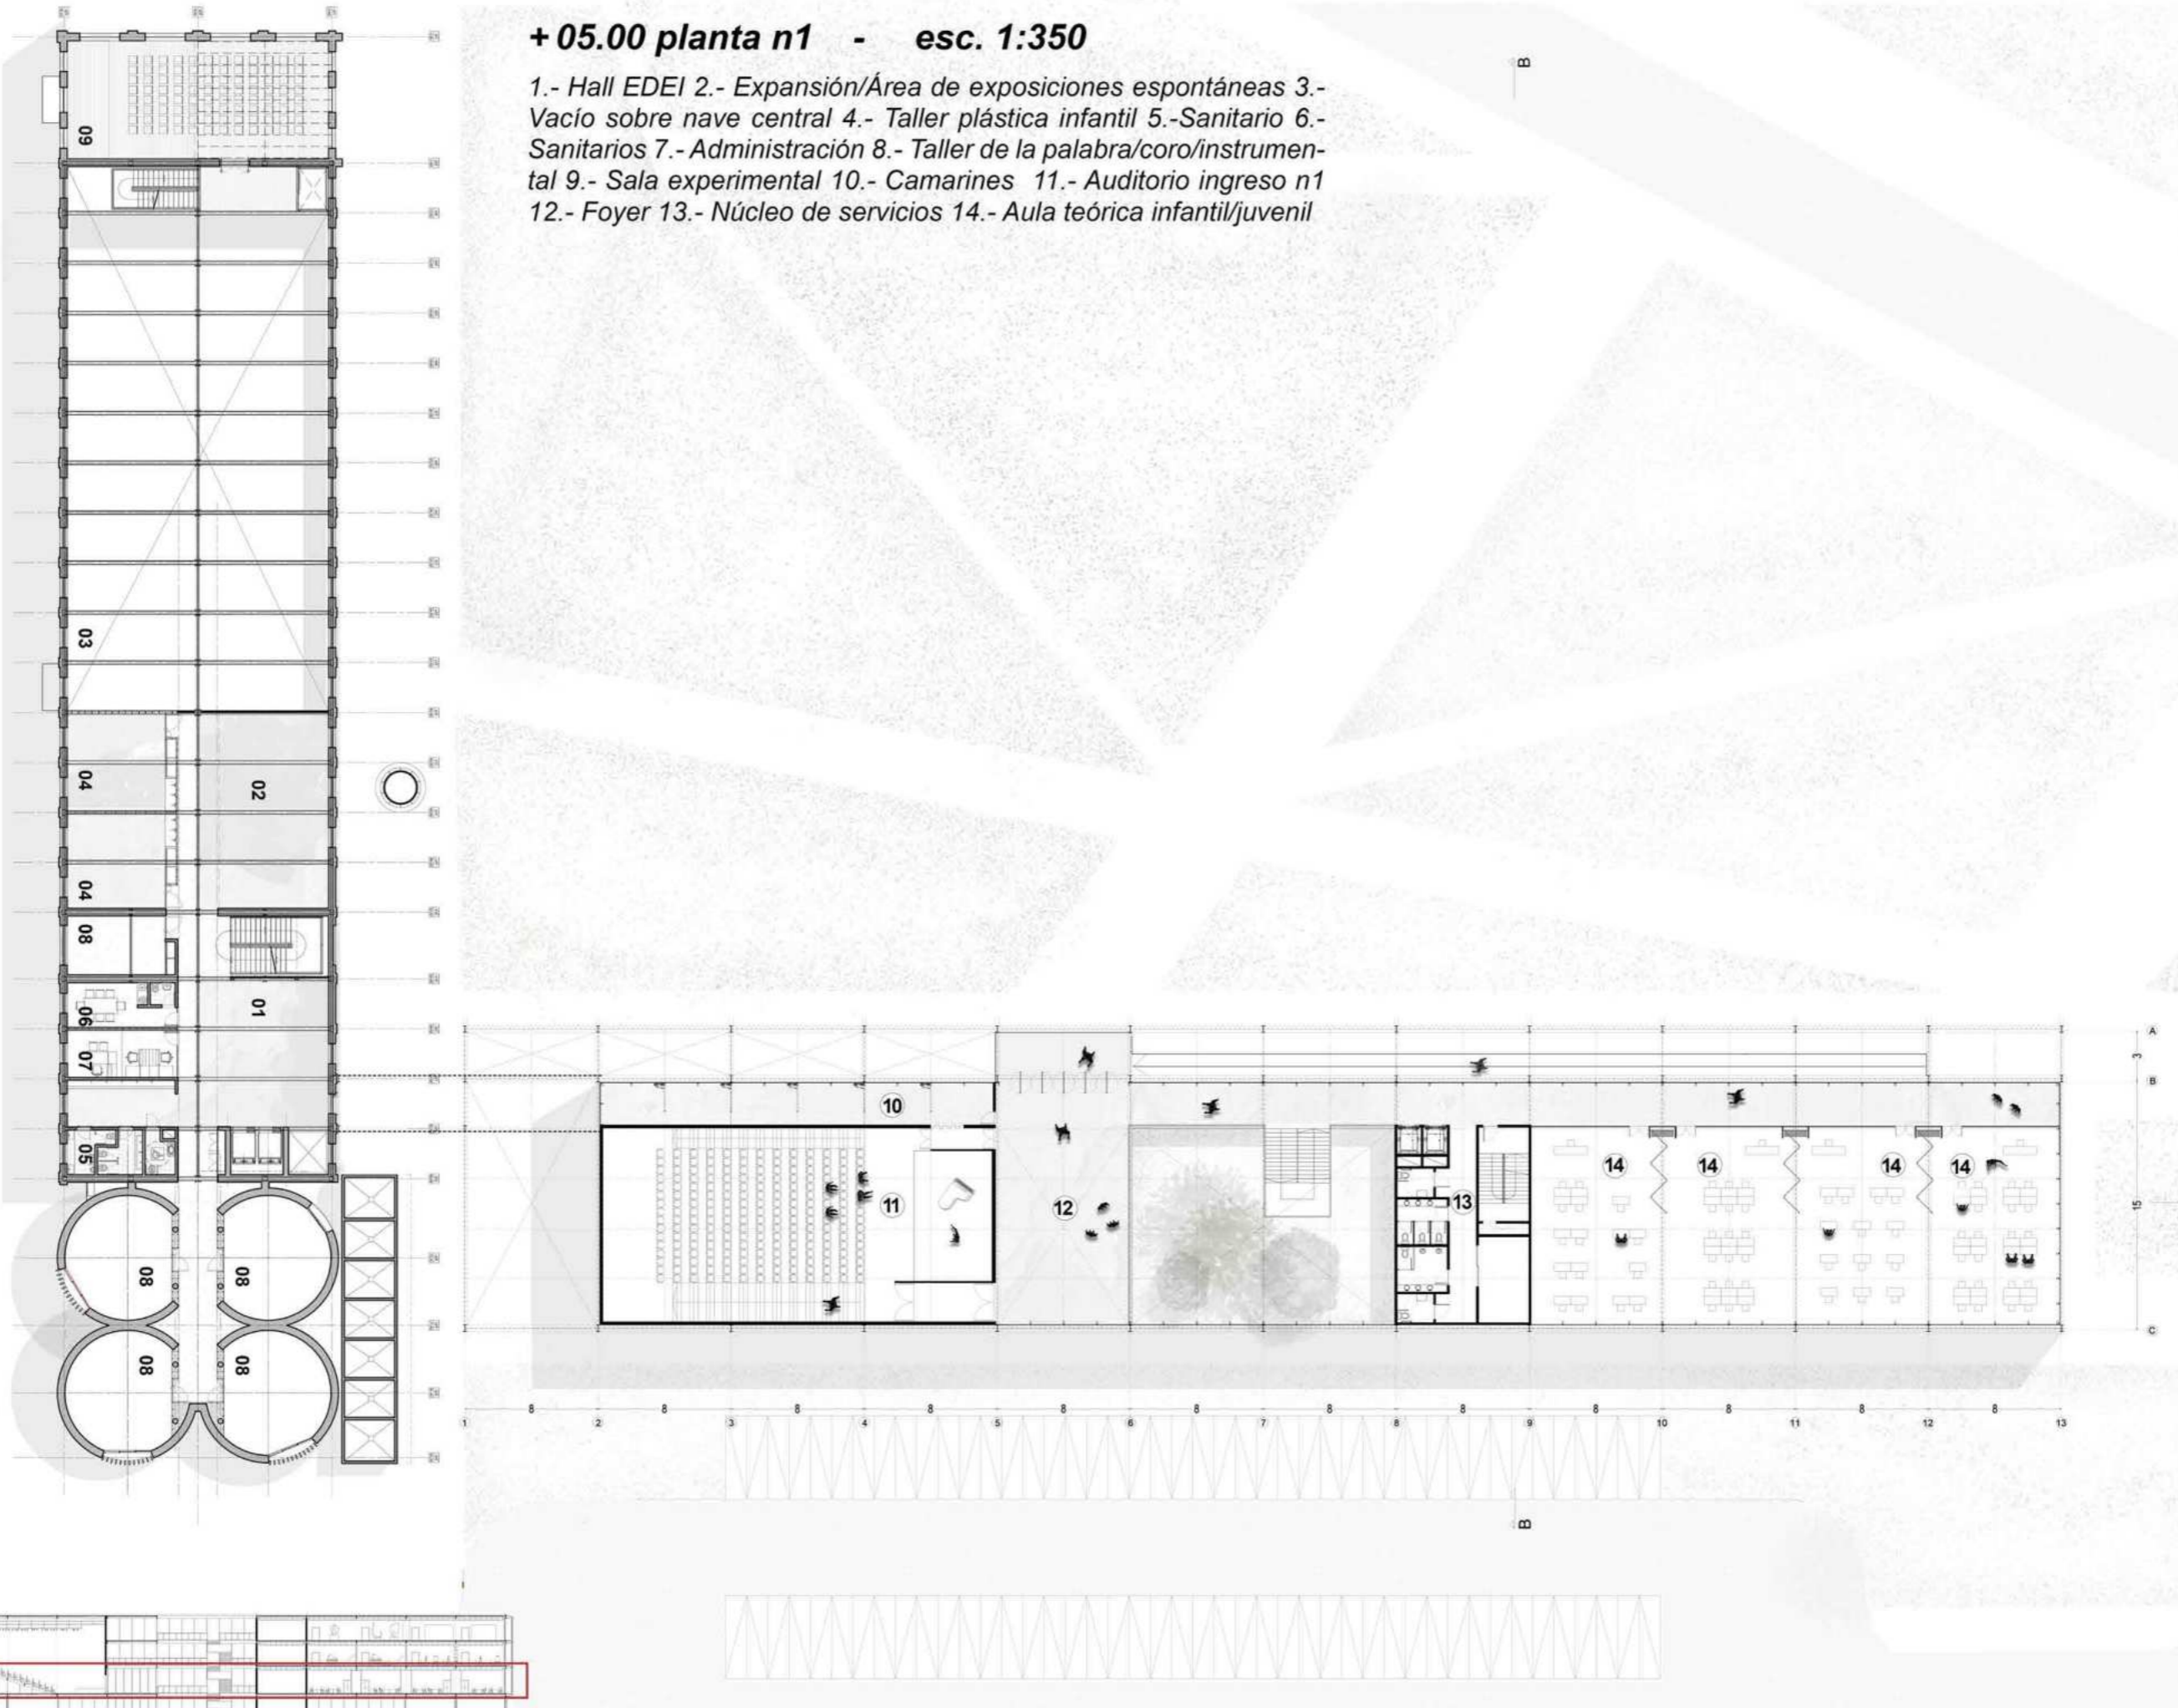 + 05.00 planta n1 - esc. 1:350
1.- Hall EDEI 2.- Expansión/Área de exposiciones espontáneas 3.-
Vacío sobre nave central 4.- Taller plástica infantil 5.-Sanitario 6.-
Sanitarios 7.- Administración 8.- Taller de la palabra/coro/instrumen-
tal 9.- Sala experimental 10.- Camarines 11.- Auditorio ingreso n1
12.- Foyer 13.- Núcleo de servicios 14.- Aula teórica infantil/juvenil
B
09
03
04
02
04
08
01
06
07
05
08
08
08
08
A
3
B
10
14
14
14
14
11
12
13
15
C
8 8 8 8 8 8 8 8 8 8 8 8
1 2 3 4 5 6 7 8 9 10 11 12 13
B